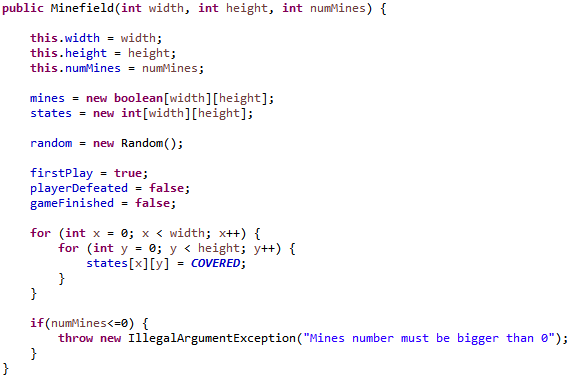 public Minefield(int width, int height, int numMines) {
this.width = width;
this.height = height;
this.numMines = numMines;
mines = new boolean[width][height];
states = new int[width][height];
random = new Random();
firstPlay = true;
playerDefeated = false;
gameFinished = false;
for (int x = 0; x < width; x++) {
for (int y = 0; y < height; y++) {
states[x][y] = COVERED;
}
}
if(numMines<=0) {
throw new IllegalArgumentException("Mines number must be bigger than 0");
}
}